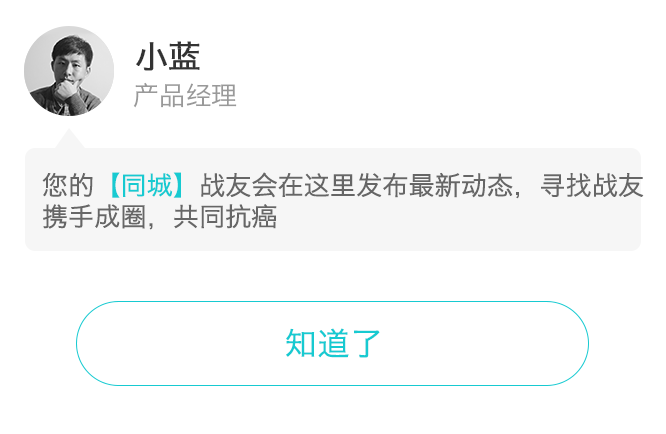 小蓝
产品经理
您的【同城】战友会在这里发布最新动态，寻找战友
携手成圈，共同抗癌
知道了